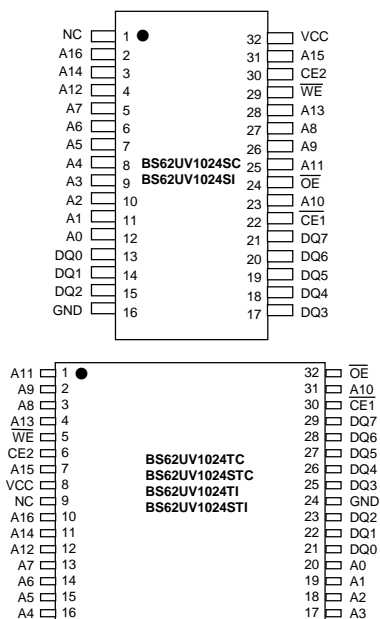 NC 1 32 VCC
A16 2 31 A15
A14 3 30 CE2
A12 4 29 WE
A7 5 28 A13
A6 6 27 A8
A5 7 26 A9
A4 8 BS62UV1024SC 25 A11
A3 9 BS62UV1024SI 24 OE
A2 10 23 A10
A1 11 22 CE1
A0 12 21 DQ7
DQ0 13 20 DQ6
DQ1 14 19 DQ5
DQ2 15 18 DQ4
GND 16 17 DQ3
A11 1 32 OE
A9 2 31 A10
A8 3 30 CE1
A13 4 29 DQ7
WE 5 28 DQ6
CE2 6 27 DQ5
A15 7 BS62UV1024TC 26 DQ4
VCC 8 BS62UV1024STC 25 DQ3
NC 9 BS62UV1024TI 24 GND
A16 10 BS62UV1024STI 23 DQ2
A14 11 22 DQ1
A12 12 21 DQ0
A7 13 20 A0
A6 14 19 A1
A5 15 18 A2
A4 16 17 A3